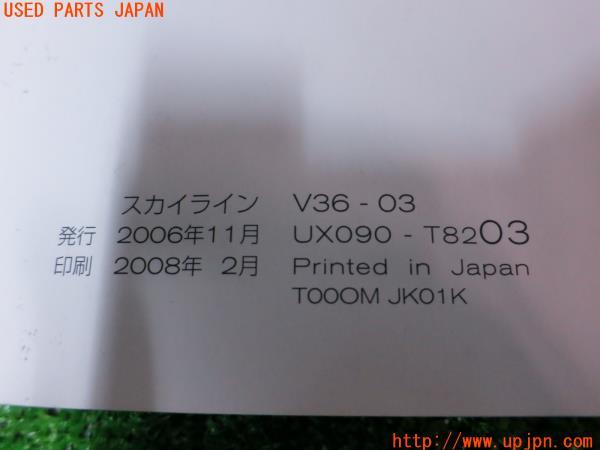 USED PARTS JAPAN
スカイライン V36 - 03
発行 2006年11月 UX090 - T8203
印刷 2008年 2月 Printed in Japan
T00OM JK01K
http://www.upjpn.com